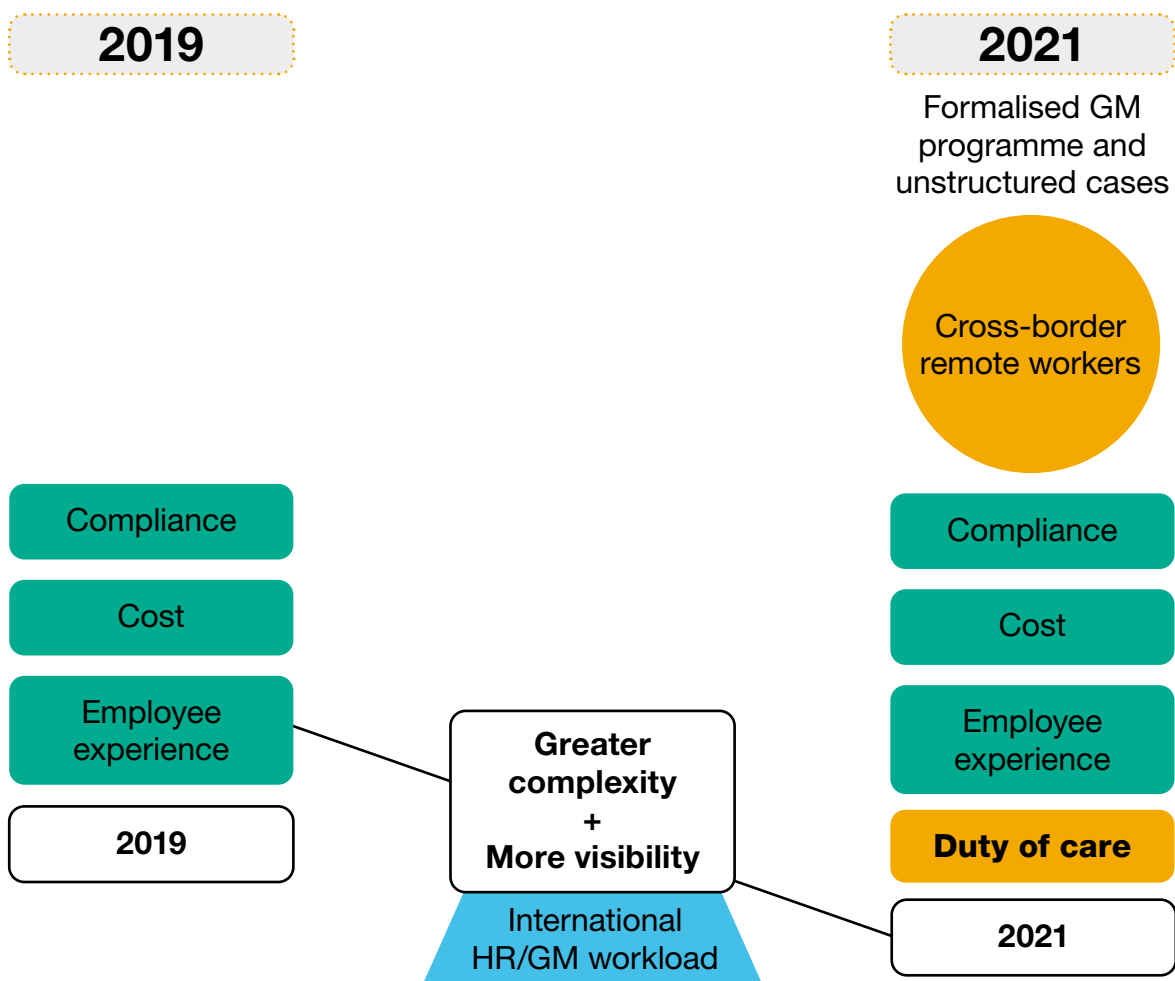 2019
Compliance
Cost
Employee
experience
2019
Greater
complexity
+
More visibility
International
HR/GM workload
2021
Formalised GM
programme and
unstructured cases
Cross-border
remote workers
Compliance
Cost
Employee
experience
Duty of care
2021